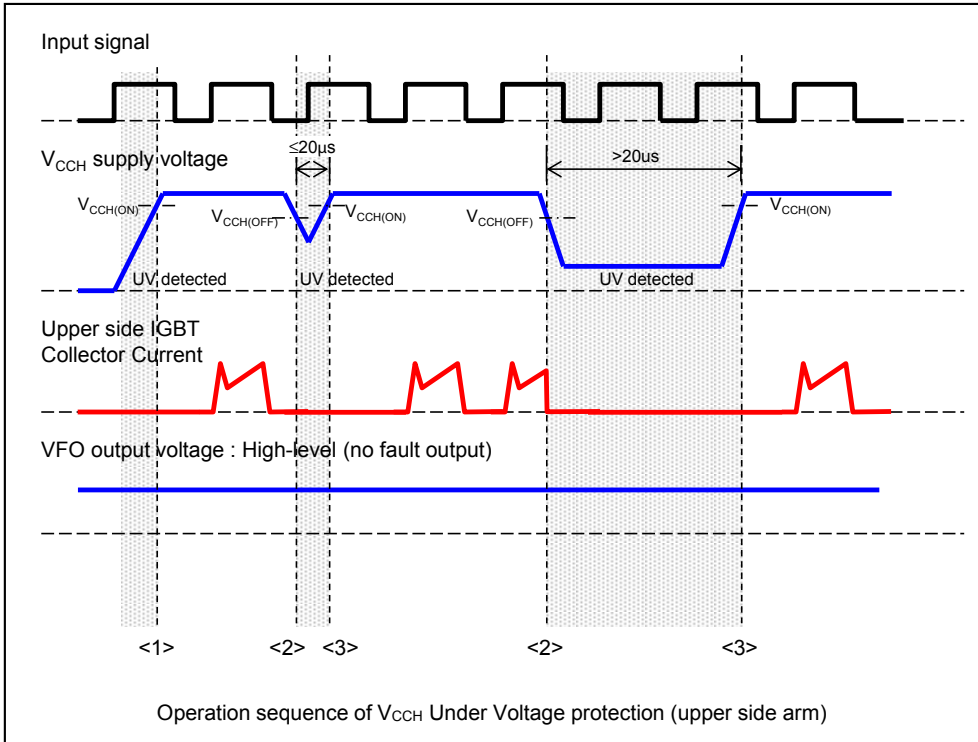 Input signal
≤20µs
>20us
VCCH supply voltage
VCCH(ON)
VCCH(OFF)
VCCH(ON)
VCCH(OFF)
VCCH(ON)
UV detected
UV detected
UV detected
Upper side IGBT
Collector Current
VFO output voltage : High-level (no fault output)
<1>
<2>
<3>
<2>
<3>
Operation sequence of VCCH Under Voltage protection (upper side arm)